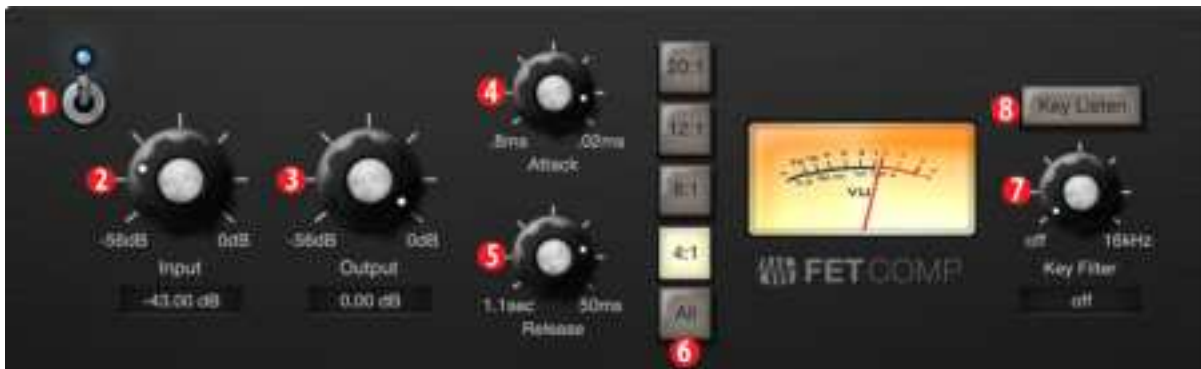 1
2
-56dB
0dB
Input
-43.00 dB
3
-56dB
0dB
Output
0.00 dB
4
.8ms
.02ms
Attack
5
1.1sec
50ms
Release
20:1
12:1
8:1
4:1
All
6
VU
FETCOMP
8
Key Listen
7
off
16kHz
Key Filter
off